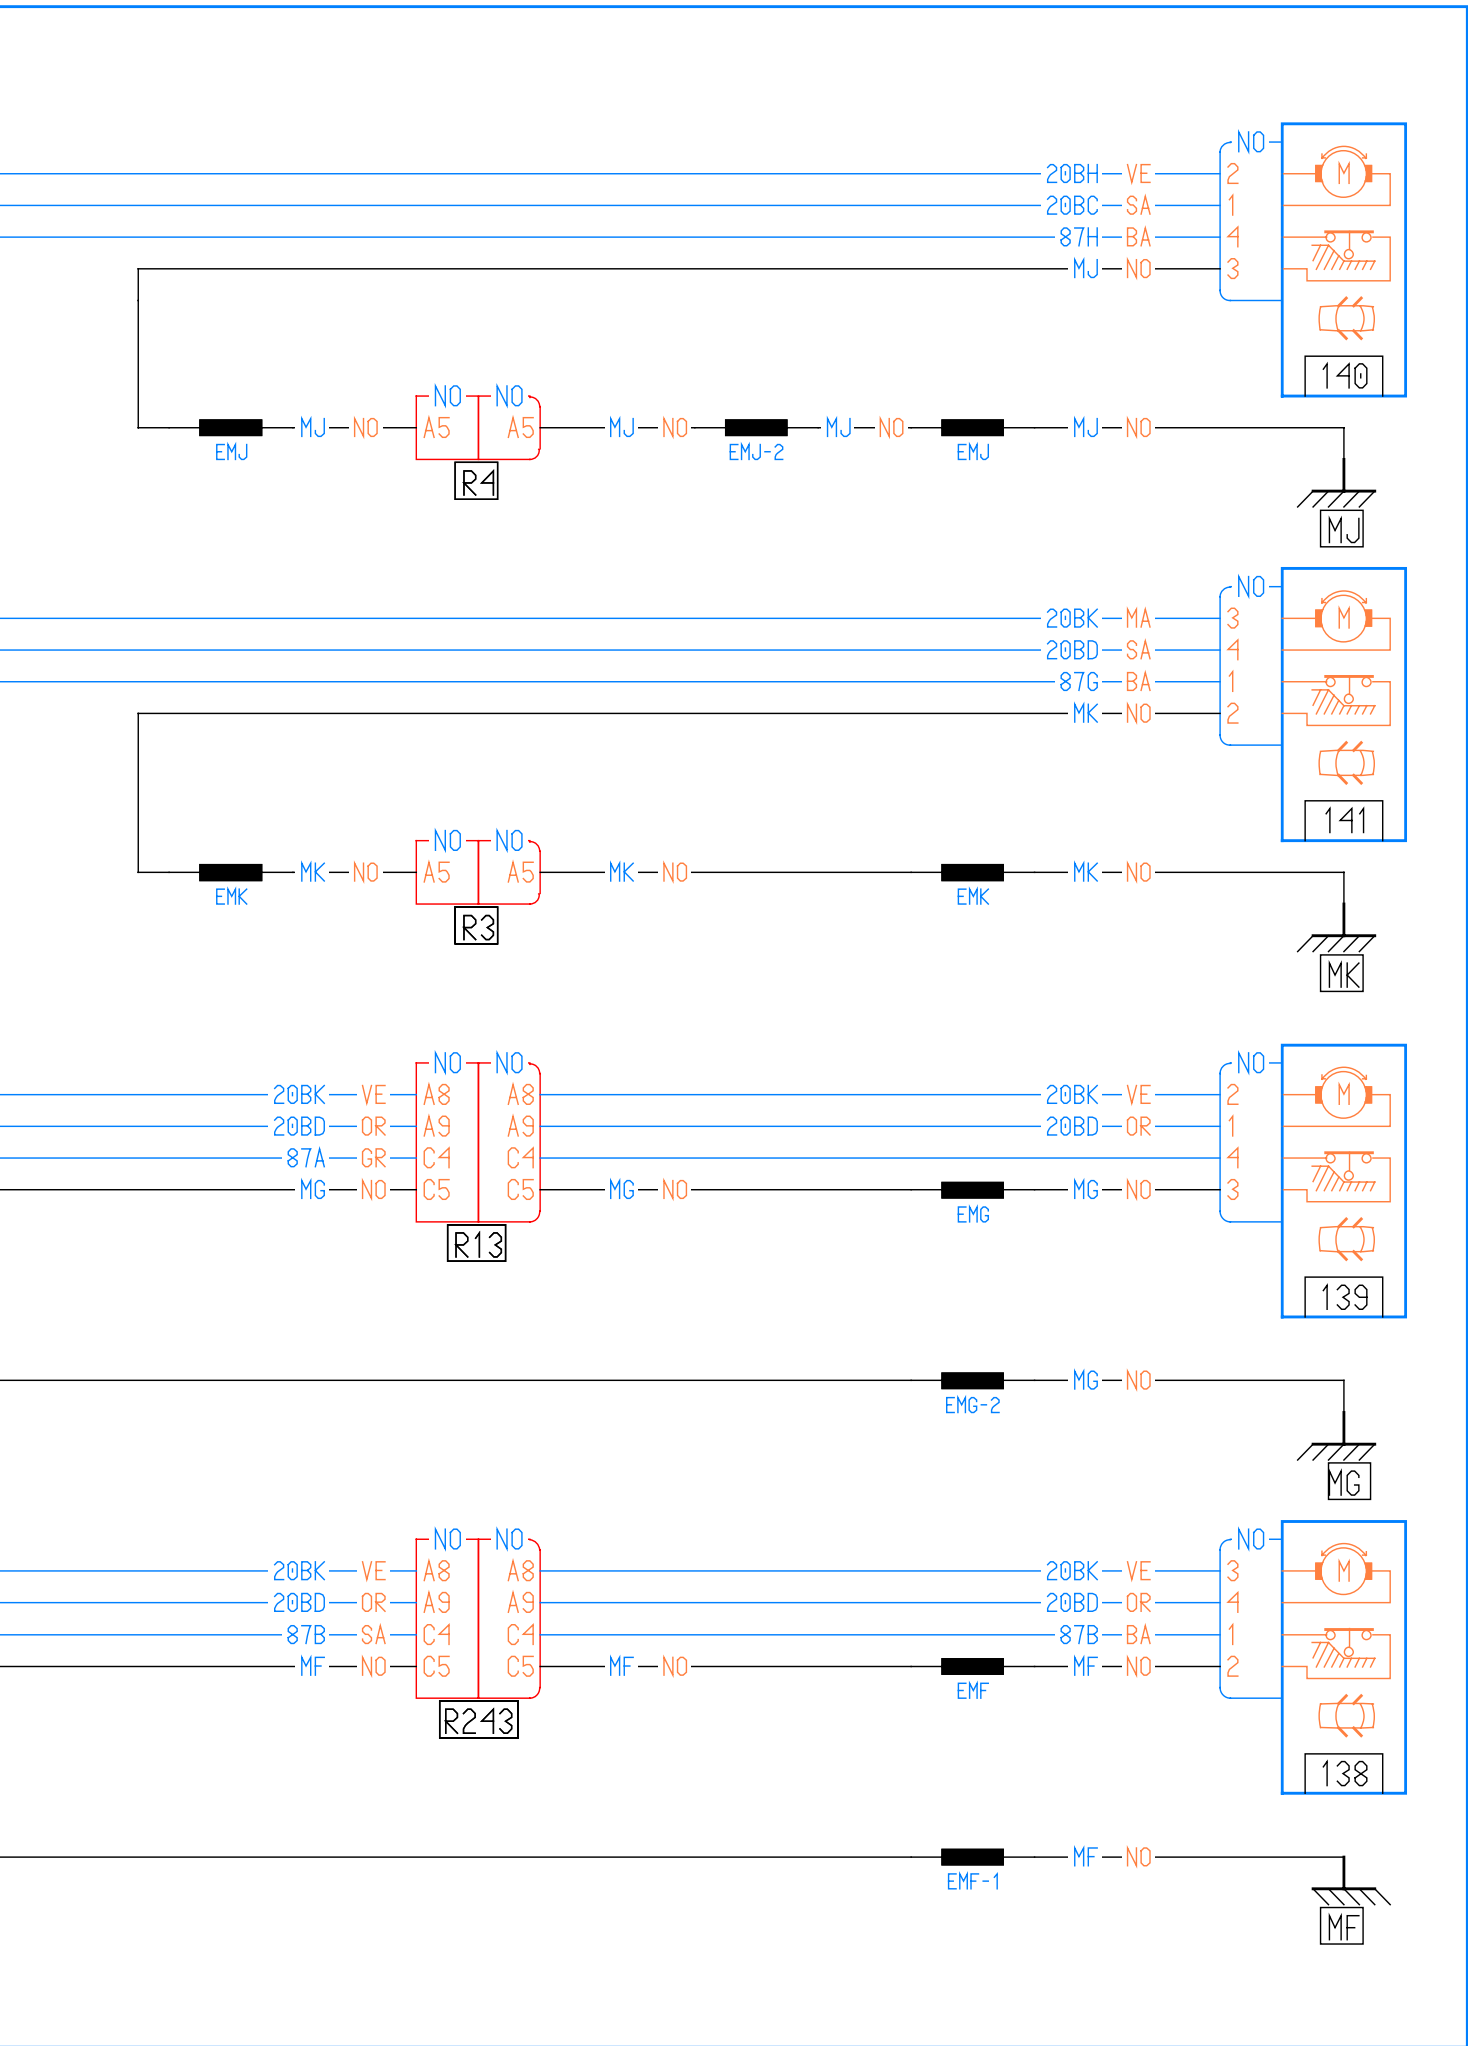 NO
20BH VE 2 M
20BC SA 1
87H BA 4
MJ NO 3
140
NO NO
MJ NO A5 A5 MJ NO MJ NO MJ NO
EMJ EMJ-2 EMJ
R4
MJ
NO
20BK MA 3 M
20BD SA 4
87G BA 1
MK NO 2
141
NO NO
MK NO A5 A5 MK NO MK NO
EMK EMK
R3
MK
NO NO NO
20BK VE A8 A8 20BK VE 2 M
20BD OR A9 A9 20BD OR 1
87A GR C4 C4 4
MG NO C5 C5 MG NO MG NO 3
EMG
R13
139
MG NO
EMG-2
MG
NO NO NO
20BK VE A8 A8 20BK VE 3 M
20BD OR A9 A9 20BD OR 4
87B SA C4 C4 87B BA 1
MF NO C5 C5 MF NO MF NO 2
EMF
R243
138
MF NO
EMF-1
MF